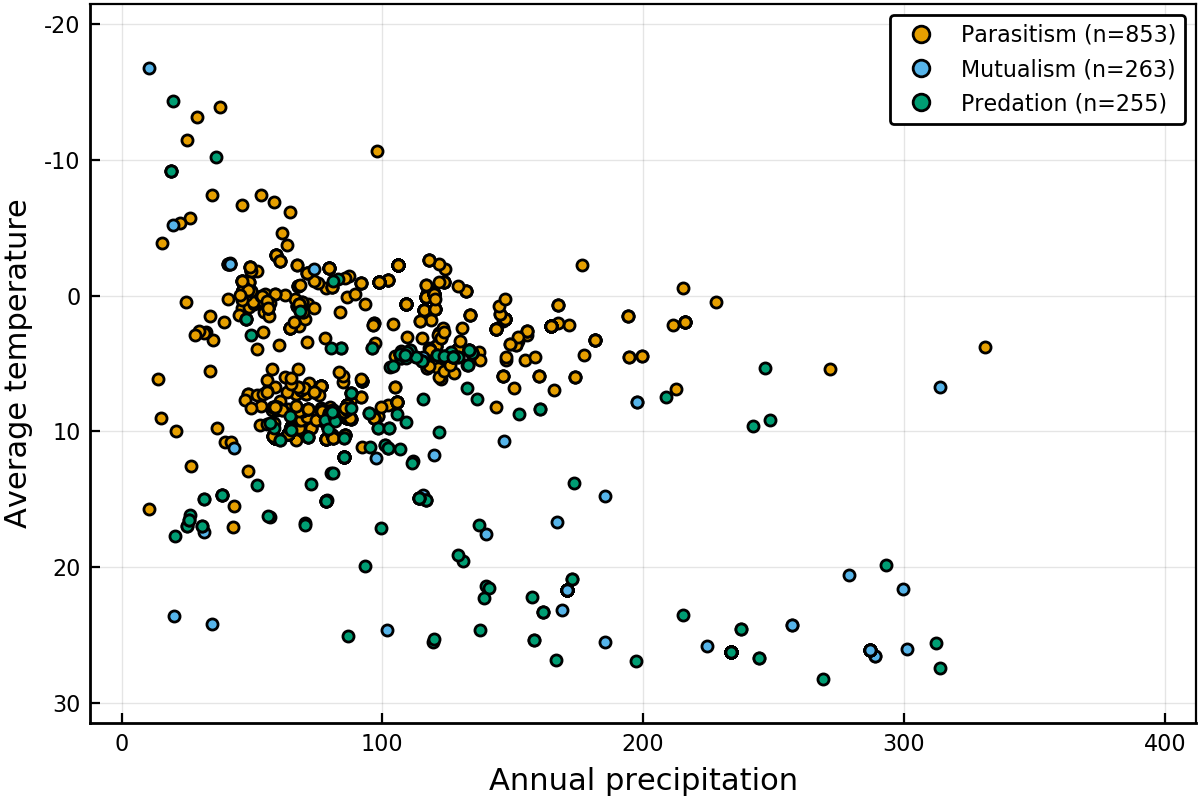 -20
-10
0
10
20
30
Average temperature
Parasitism (n=853)
Mutualism (n=263)
Predation (n=255)
0
100
200
300
400
Annual precipitation